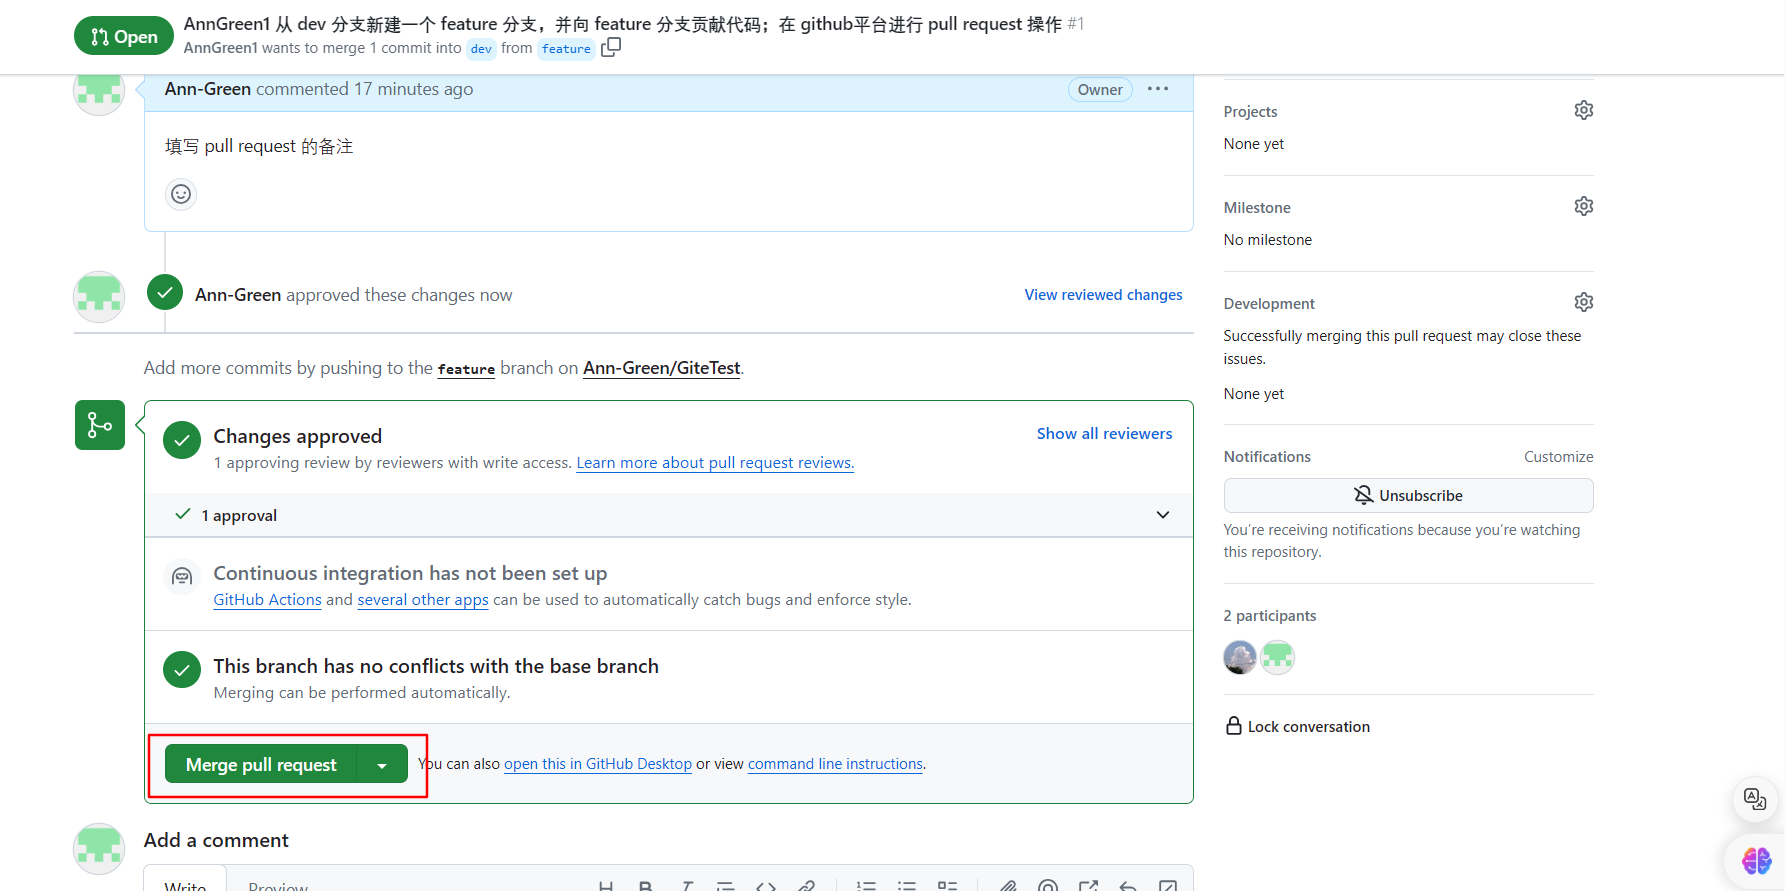 Open
AnnGreen1 从 dev 分支新建一个 feature 分支，并向 feature 分支贡献代码；在 github平台进行 pull request 操作 #1
AnnGreen1 wants to merge 1 commit into dev from feature
Ann-Green commented 17 minutes ago
Owner
填写 pull request 的备注
Ann-Green approved these changes now
View reviewed changes
Add more commits by pushing to the feature branch on Ann-Green/GiteTest.
Changes approved
Show all reviewers
1 approving review by reviewers with write access. Learn more about pull request reviews.
1 approval
Continuous integration has not been set up
GitHub Actions and several other apps can be used to automatically catch bugs and enforce style.
This branch has no conflicts with the base branch
Merging can be performed automatically.
Merge pull request
You can also open this in GitHub Desktop or view command line instructions.
Add a comment
Write Preview
Projects
None yet
Milestone
No milestone
Development
Successfully merging this pull request may close these
issues.
None yet
Notifications
Customize
Unsubscribe
You’re receiving notifications because you’re watching
this repository.
2 participants
Lock conversation